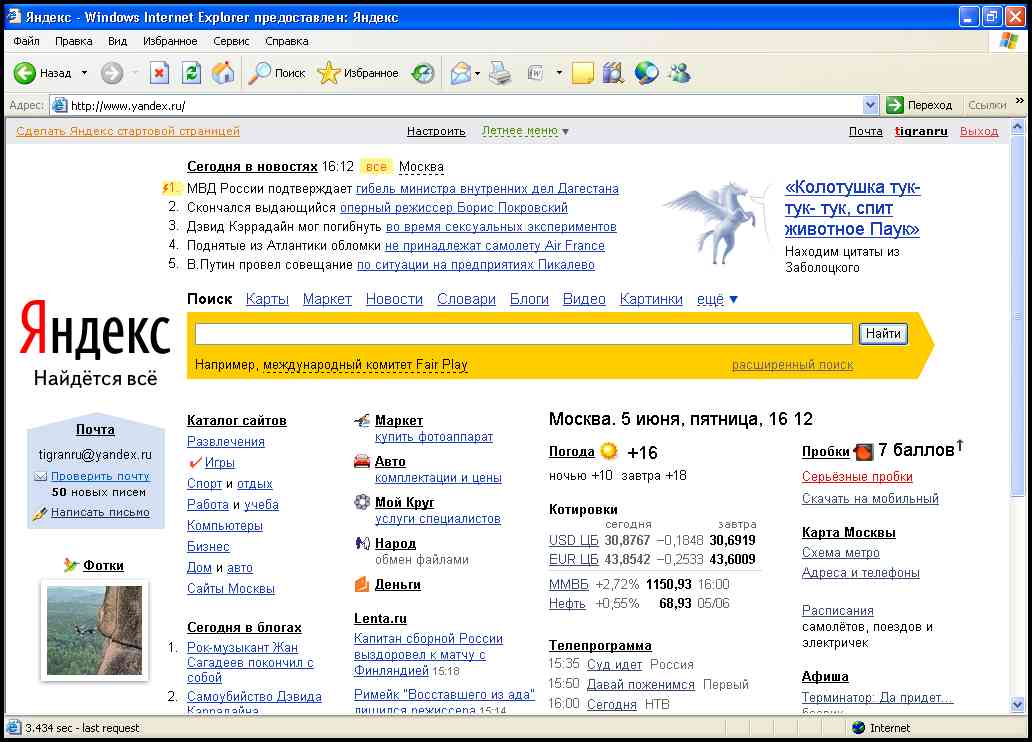 Яндекс - Windows Internet Explorer предоставлен: Яндекс
Файл Правка Вид Избранное Сервис Справка
Назад Поиск Избранное
Адрес: http://www.yandex.ru/ Переход Ссылки »
Сделать Яндекс стартовой страницей Настроить Летнее меню ▼ Почта tigranru Выход
Сегодня в новостях 16:12 все Москва
1. МВД России подтверждает гибель министра внутренних дел Дагестана
2. Скончался выдающийся оперный режиссер Борис Покровский
3. Дэвид Кэррадайн мог погибнуть во время сексуальных экспериментов
4. Поднятые из Атлантики обломки не принадлежат самолету Air France
5. В.Путин провел совещание по ситуации на предприятиях Пикалево
«Колотушка тук-
тук- тук, спит
животное Паук»
Находим цитаты из
Заболоцкого
Яндекс
Найдётся всё
Поиск Карты Маркет Новости Словари Блоги Видео Картинки ещё ▼
Найти
Например, международный комитет Fair Play расширенный поиск
Почта
tigranru@yandex.ru
Проверить почту
50 новых писем
Написать письмо
Фотки
Каталог сайтов
Развлечения
Игры
Спорт и отдых
Работа и учеба
Компьютеры
Бизнес
Дом и авто
Сайты Москвы
Сегодня в блогах
1. Рок-музыкант Жан
Сагадеев покончил с
собой
2. Самоубийство Дэвида
Кэррадайна
Маркет
купить фотоаппарат
Авто
комплектации и цены
Мой Круг
услуги специалистов
Народ
обмен файлами
Деньги
Lenta.ru
Капитан сборной России
выздоровел к матчу с
Финляндией 15:18
Римейк "Восставшего из ада"
лишился режиссера 15:14
Москва. 5 июня, пятница, 16 12
Погода +16
ночью +10 завтра +18
Котировки
сегодня завтра
USD ЦБ 30,8767 −0,1848 30,6919
EUR ЦБ 43,8542 −0,2533 43,6009
ММВБ +2,72% 1150,93 16:00
Нефть +0,55% 68,93 05/06
Телепрограмма
15:35 Суд идет Россия
15:50 Давай поженимся Первый
16:00 Сегодня НТВ
Пробки 7 баллов↑
Серьёзные пробки
Скачать на мобильный
Карта Москвы
Схема метро
Адреса и телефоны
Расписания
самолётов, поездов и
электричек
Афиша
Терминатор: Да придет...
3.434 sec - last request Internet